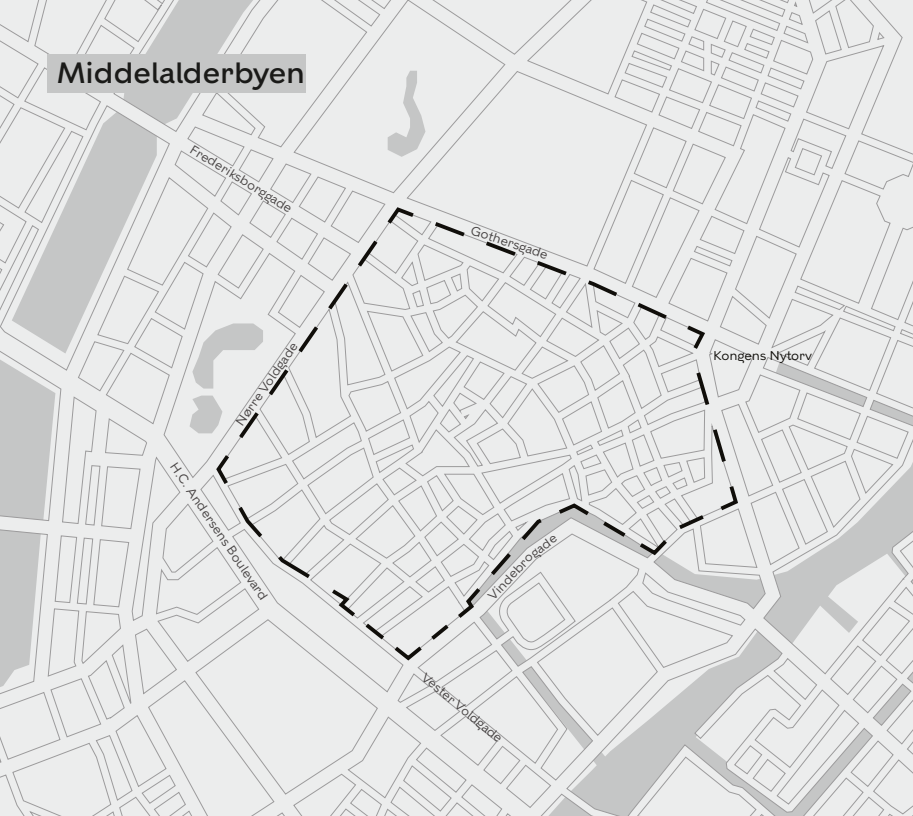 Middelalderbyen
Frederiksborggade
Gothersgade
Kongens Nytorv
Nørre Voldgade
H.C. Andersens Boulevard
Vindebrogade
Vester Voldgade